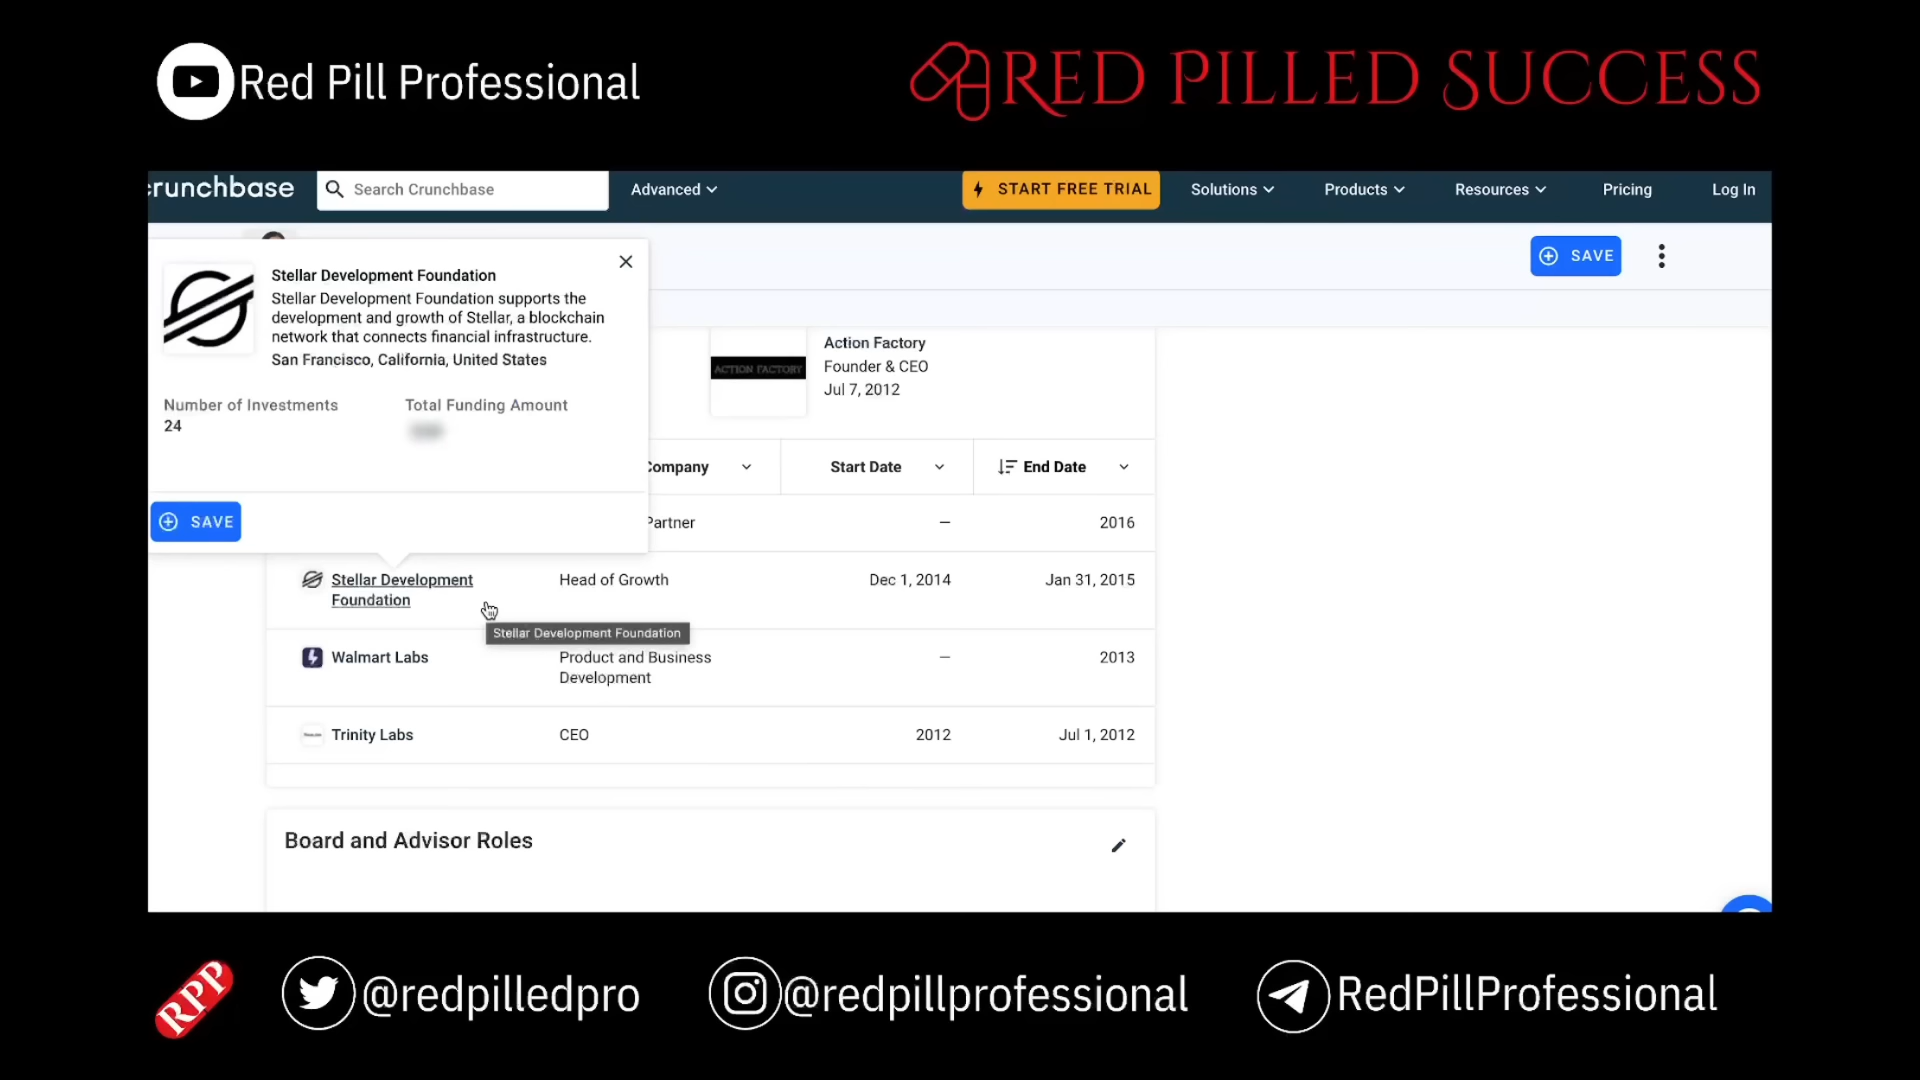 Red Pill Professional
RED PILLED SUCCESS
crunchbase
Search Crunchbase
Advanced
START FREE TRIAL
Solutions
Products
Resources
Pricing
Log In
SAVE
Stellar Development Foundation
Stellar Development Foundation supports the
development and growth of Stellar, a blockchain
network that connects financial infrastructure.
San Francisco, California, United States
Number of Investments
24
Total Funding Amount
SAVE
ACTION FACTORY
Action Factory
Founder & CEO
Jul 7, 2012
Company
Start Date
End Date
Partner
—
2016
Stellar Development
Foundation
Head of Growth
Dec 1, 2014
Jan 31, 2015
Stellar Development Foundation
Walmart Labs
Product and Business
Development
—
2013
Trinity Labs
CEO
2012
Jul 1, 2012
Board and Advisor Roles
RPP
@redpilledpro
@redpillprofessional
RedPillProfessional